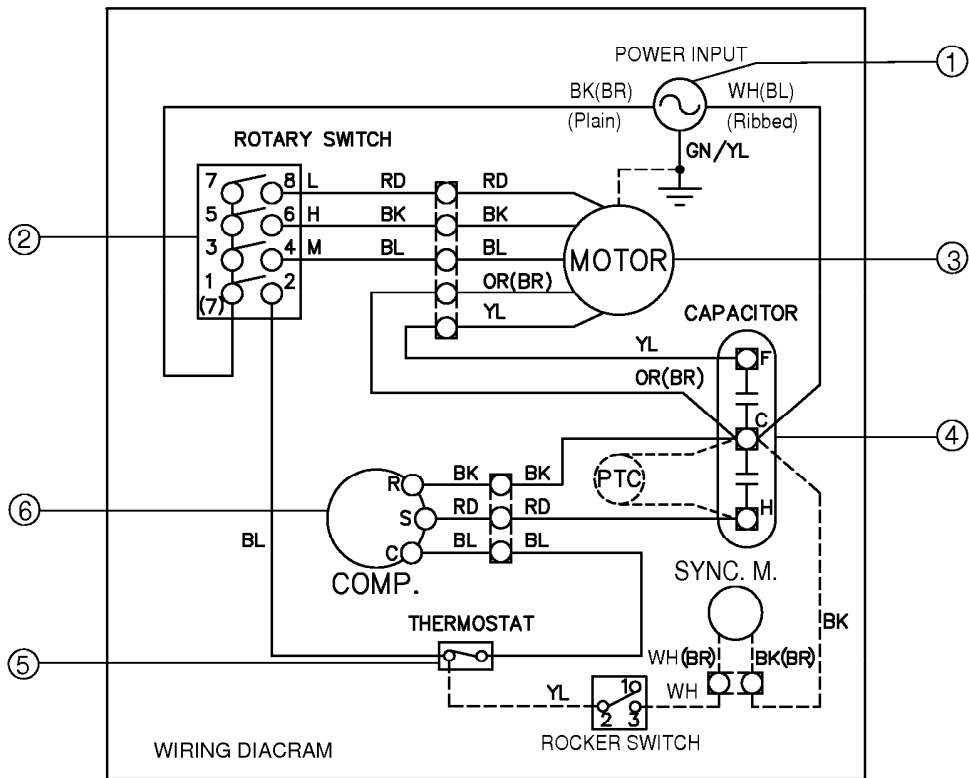 POWER INPUT
1
BK(BR)
WH(BL)
(Plain)
(Ribbed)
ROTARY SWITCH
GN/YL
7 8 L RD RD
5 6 H BK BK
2
3 4 M BL BL
MOTOR
3
1 2
OR(BR)
(7)
YL
CAPACITOR
YL
F
OR(BR)
C
4
BK BK
R
PTC
6
S
RD RD
H
BL
C
BL BL
COMP.
SYNC. M.
THERMOSTAT
BK
5
WH(BR)
BK(BR)
YL
1
WH
2 3
ROCKER SWITCH
WIRING DIACRAM